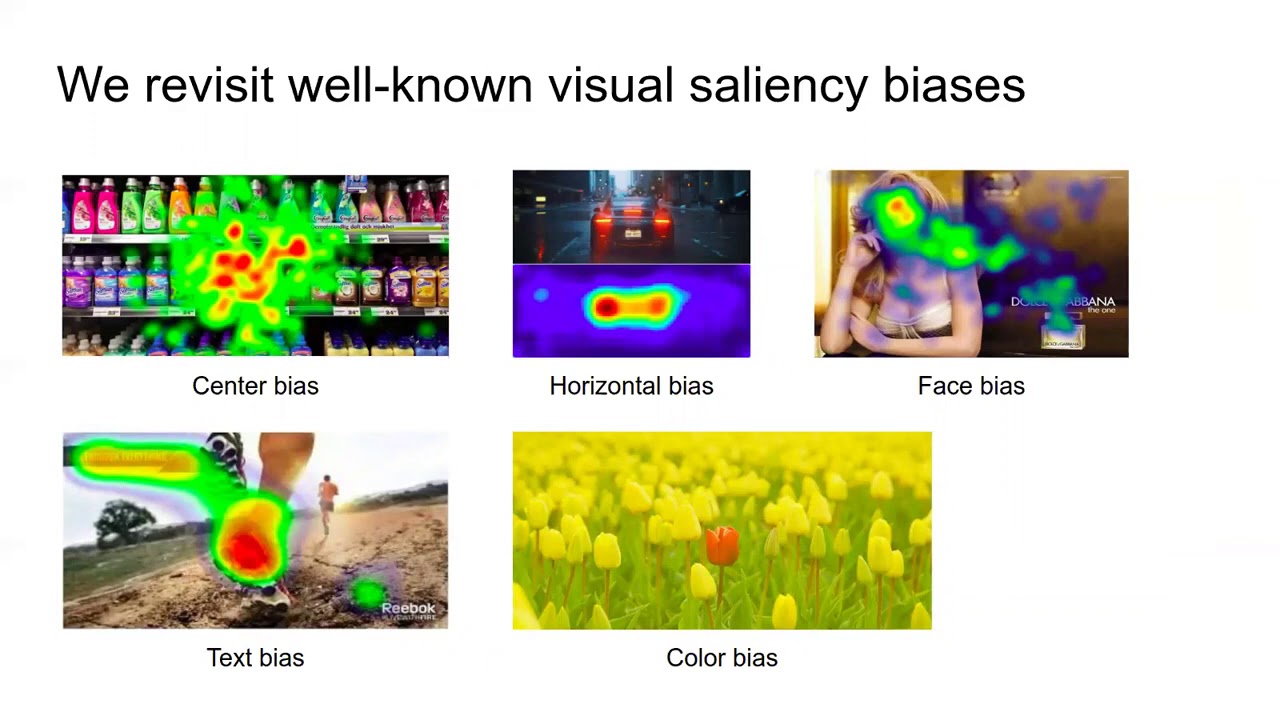 We revisit well-known visual saliency biases
Center bias
Horizontal bias
DOLCE&GABBANA
the one
Face bias
Reebok
Text bias
Color bias